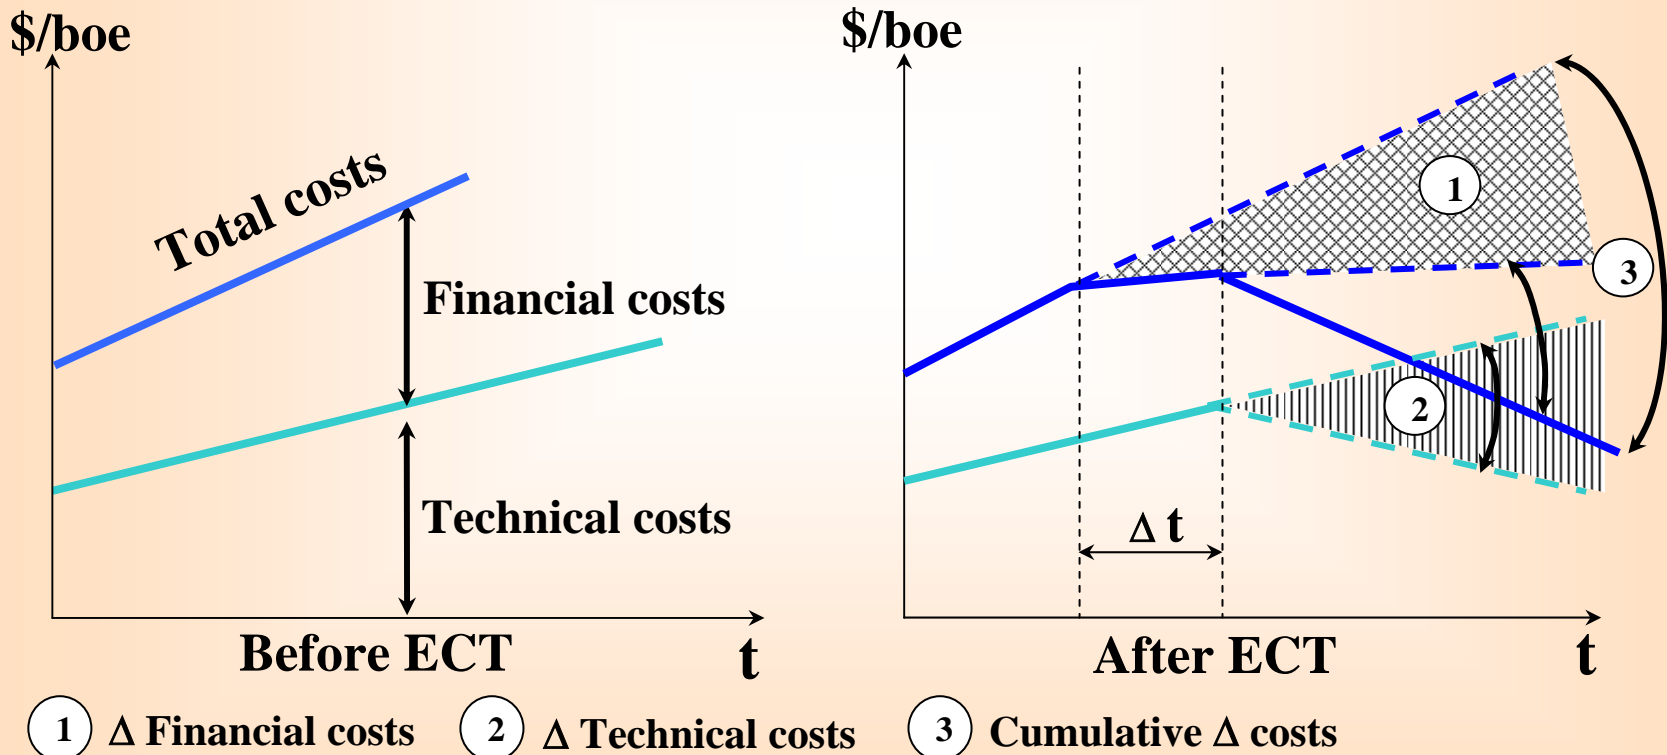 $/boe
Total costs
Financial costs
Technical costs
Before ECT
t
$/boe
1
3
2
Δ t
After ECT
t
1 Δ Financial costs
2 Δ Technical costs
3 Cumulative Δ costs